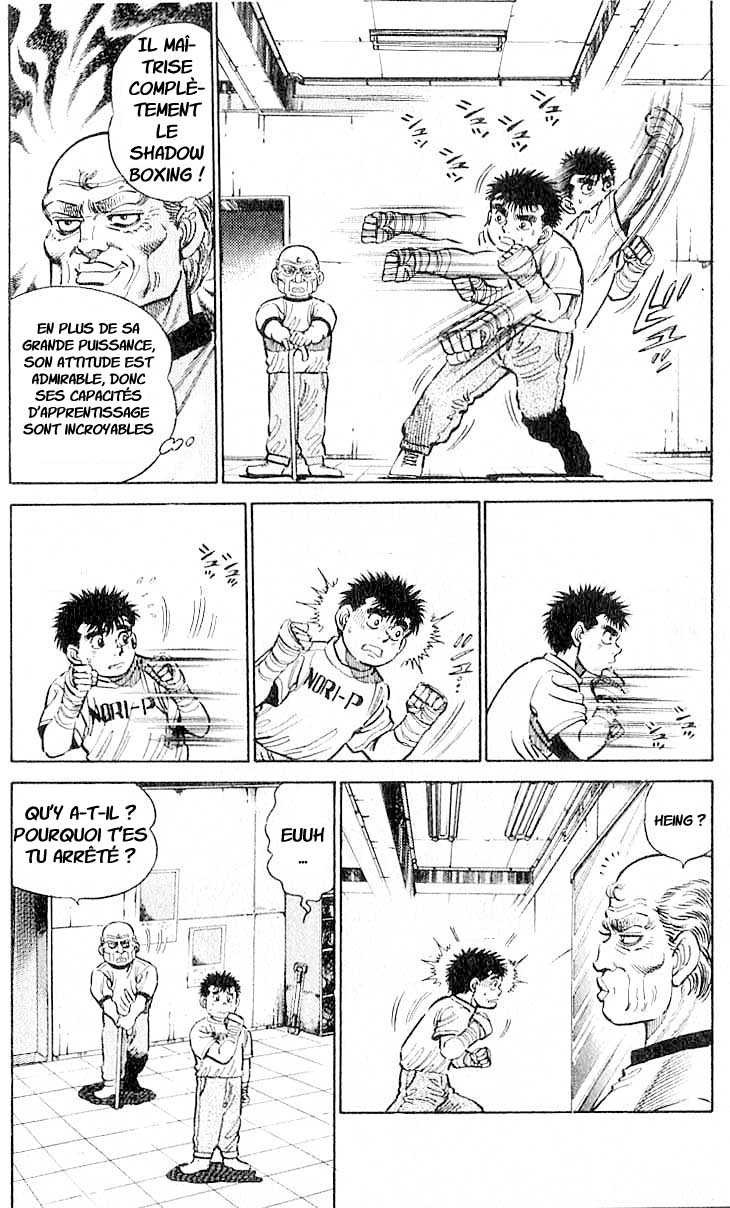 IL MAÎ-
TRISE
COMPLÈ-
TEMENT
LE
SHADOW
BOXING !
EN PLUS DE SA
GRANDE PUISSANCE,
SON ATTITUDE EST
ADMIRABLE, DONC
SES CAPACITÉS
D'APPRENTISSAGE
SONT INCROYABLES
NORI-P
NORI-P
HEING ?
EUUH
...
QU'Y A-T-IL ?
POURQUOI T'ES
TU ARRÊTÉ ?